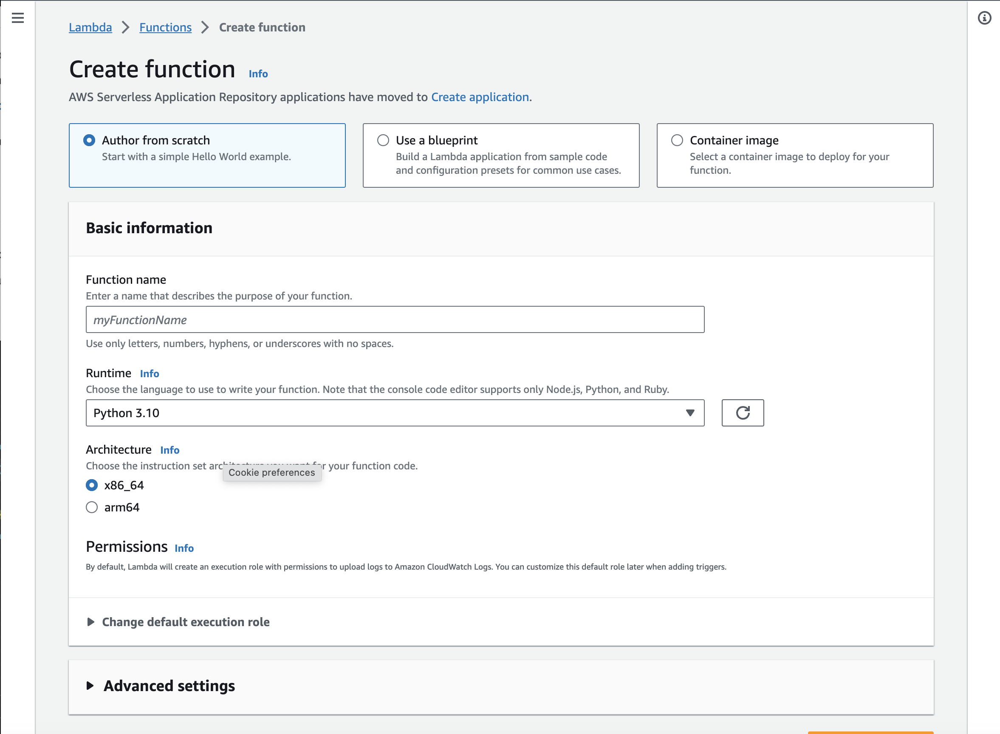 Lambda > Functions > Create function
Create function Info
AWS Serverless Application Repository applications have moved to Create application.
Author from scratch
Start with a simple Hello World example.
Use a blueprint
Build a Lambda application from sample code
and configuration presets for common use cases.
Container image
Select a container image to deploy for your
function.
Basic information
Function name
Enter a name that describes the purpose of your function.
myFunctionName
Use only letters, numbers, hyphens, or underscores with no spaces.
Runtime Info
Choose the language to use to write your function. Note that the console code editor supports only Node.js, Python, and Ruby.
Python 3.10
Architecture Info
Choose the instruction set architecture you want for your function code.
Cookie preferences
x86_64
arm64
Permissions Info
By default, Lambda will create an execution role with permissions to upload logs to Amazon CloudWatch Logs. You can customize this default role later when adding triggers.
Change default execution role
Advanced settings